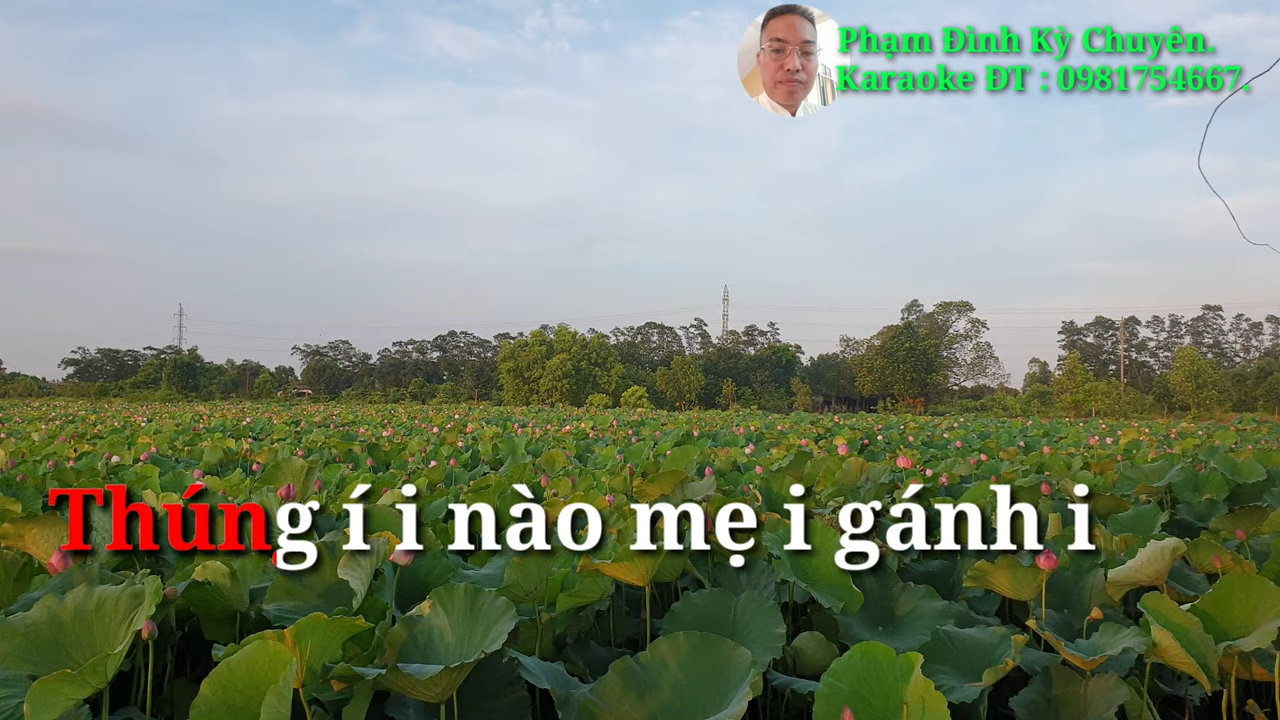 Phạm Đình Kỳ Chuyên.
Karaoke ĐT : 0981754667.
Thúng í i nào mẹ i gánh i